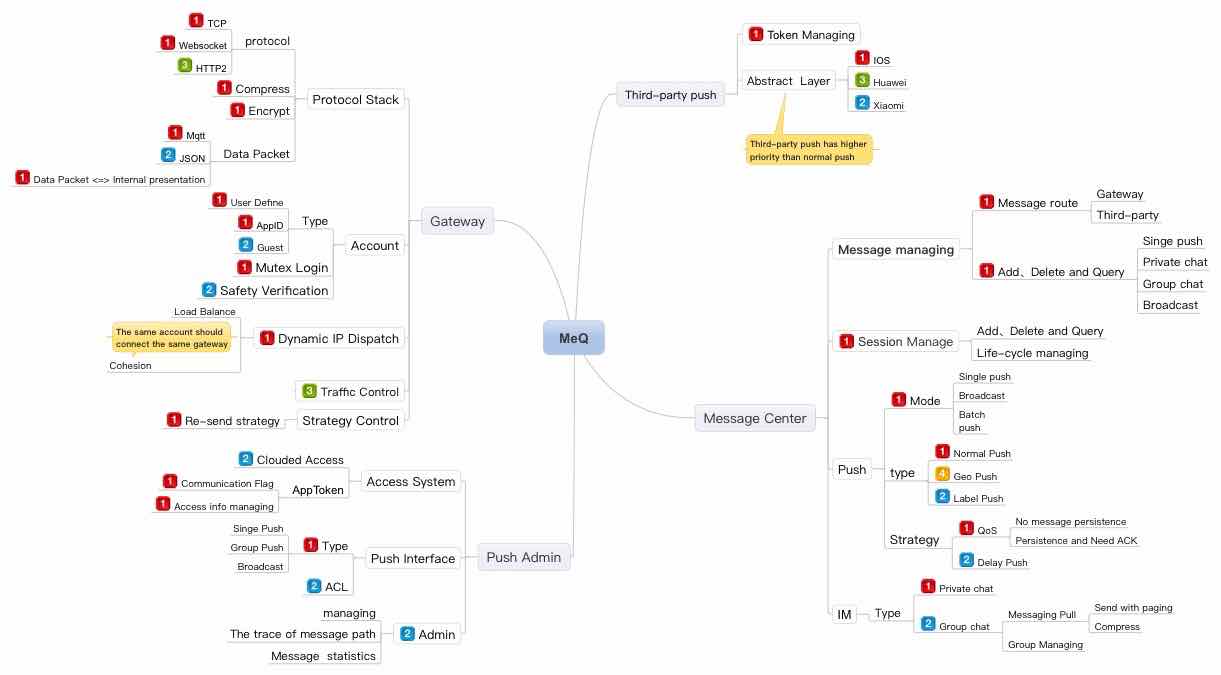 MeQ
Gateway
Protocol Stack
protocol
1 TCP
1 Websocket
3 HTTP2
1 Compress
1 Encrypt
Data Packet
1 Mqtt
2 JSON
1 Data Packet <=> Internal presentation
Account
Type
1 User Define
1 AppID
2 Guest
1 Mutex Login
2 Safety Verification
1 Dynamic IP Dispatch
Load Balance
The same account should
connect the same gateway
Cohesion
3 Traffic Control
Strategy Control
1 Re-send strategy
Push Admin
Access System
2 Clouded Access
AppToken
1 Communication Flag
1 Access info managing
Push Interface
1 Type
Singe Push
Group Push
Broadcast
2 ACL
2 Admin
managing
The trace of message path
Message statistics
Third-party push
1 Token Managing
Abstract Layer
1 IOS
3 Huawei
2 Xiaomi
Third-party push has higher
priority than normal push
Message Center
Message managing
1 Message route
Gateway
Third-party
1 Add、Delete and Query
Singe push
Private chat
Group chat
Broadcast
1 Session Manage
Add、Delete and Query
Life-cycle managing
Push
1 Mode
Single push
Broadcast
Batch
push
type
1 Normal Push
4 Geo Push
2 Label Push
Strategy
1 QoS
No message persistence
Persistence and Need ACK
2 Delay Push
IM
Type
1 Private chat
2 Group chat
Messaging Pull
Send with paging
Compress
Group Managing